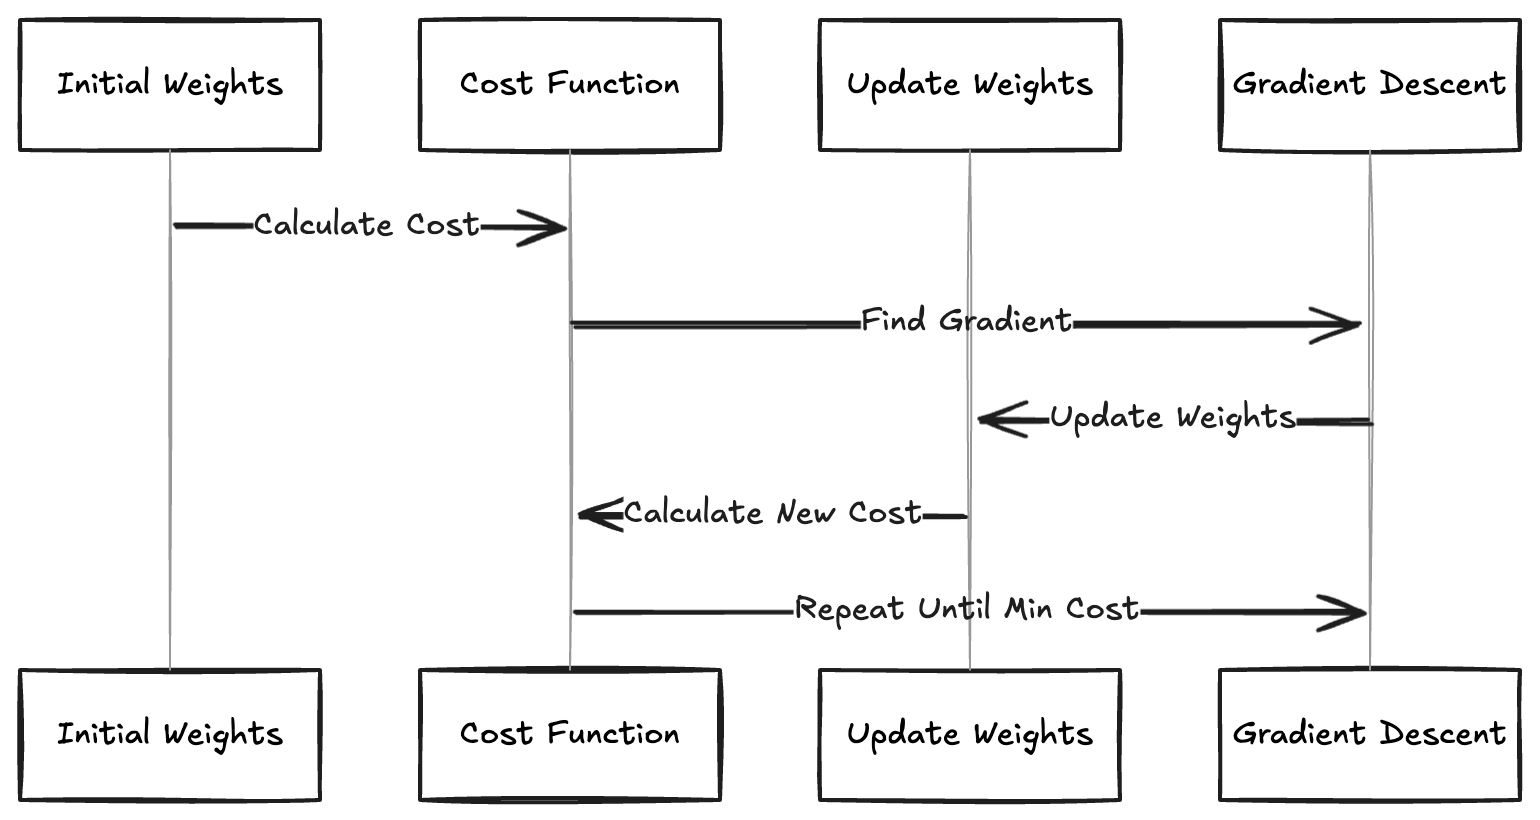 Initial Weights
Cost Function
Update Weights
Gradient Descent
Calculate Cost
Find Gradient
Update Weights
Calculate New Cost
Repeat Until Min Cost
Initial Weights
Cost Function
Update Weights
Gradient Descent